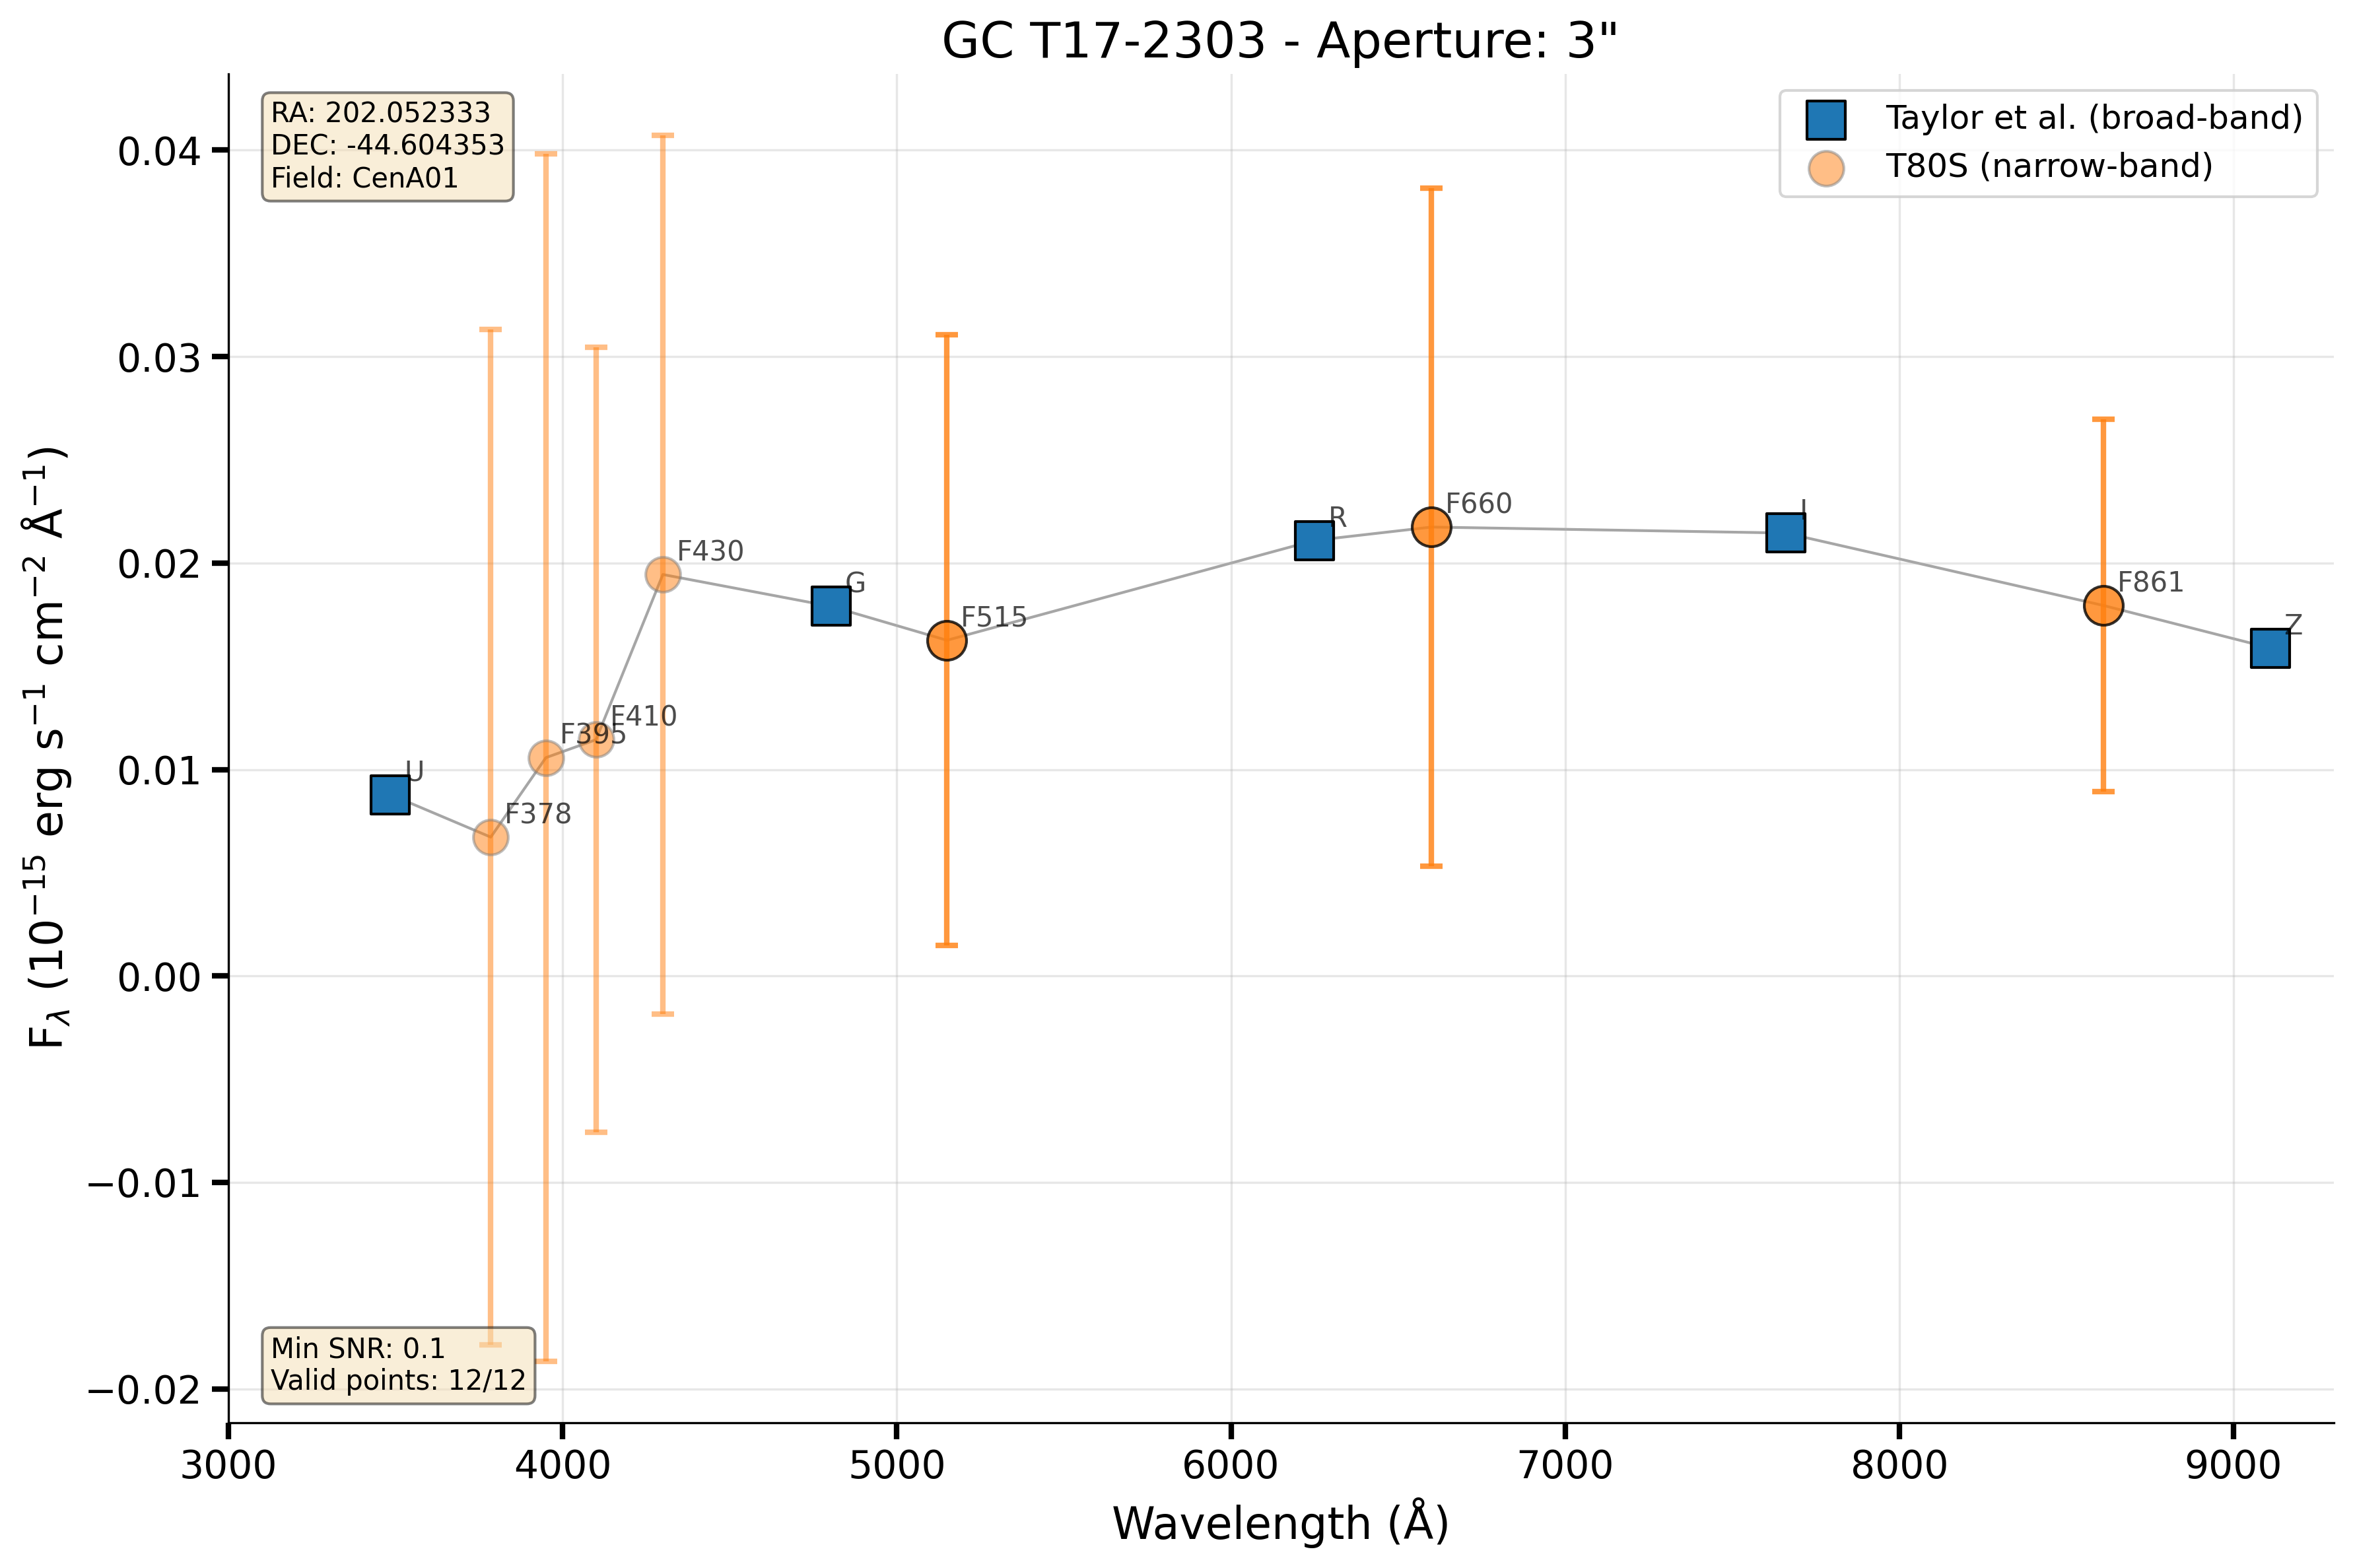 GC T17-2303 - Aperture: 3"
RA: 202.052333
DEC: -44.604353
Field: CenA01
Taylor et al. (broad-band)
T80S (narrow-band)
F_λ (10⁻¹⁵ erg s⁻¹ cm⁻² Å⁻¹)
0.04
0.03
0.02
0.01
0.00
−0.01
−0.02
U
F378
F395
F410
F430
G
F515
R
F660
I
F861
Z
Min SNR: 0.1
Valid points: 12/12
3000
4000
5000
6000
7000
8000
9000
Wavelength (Å)